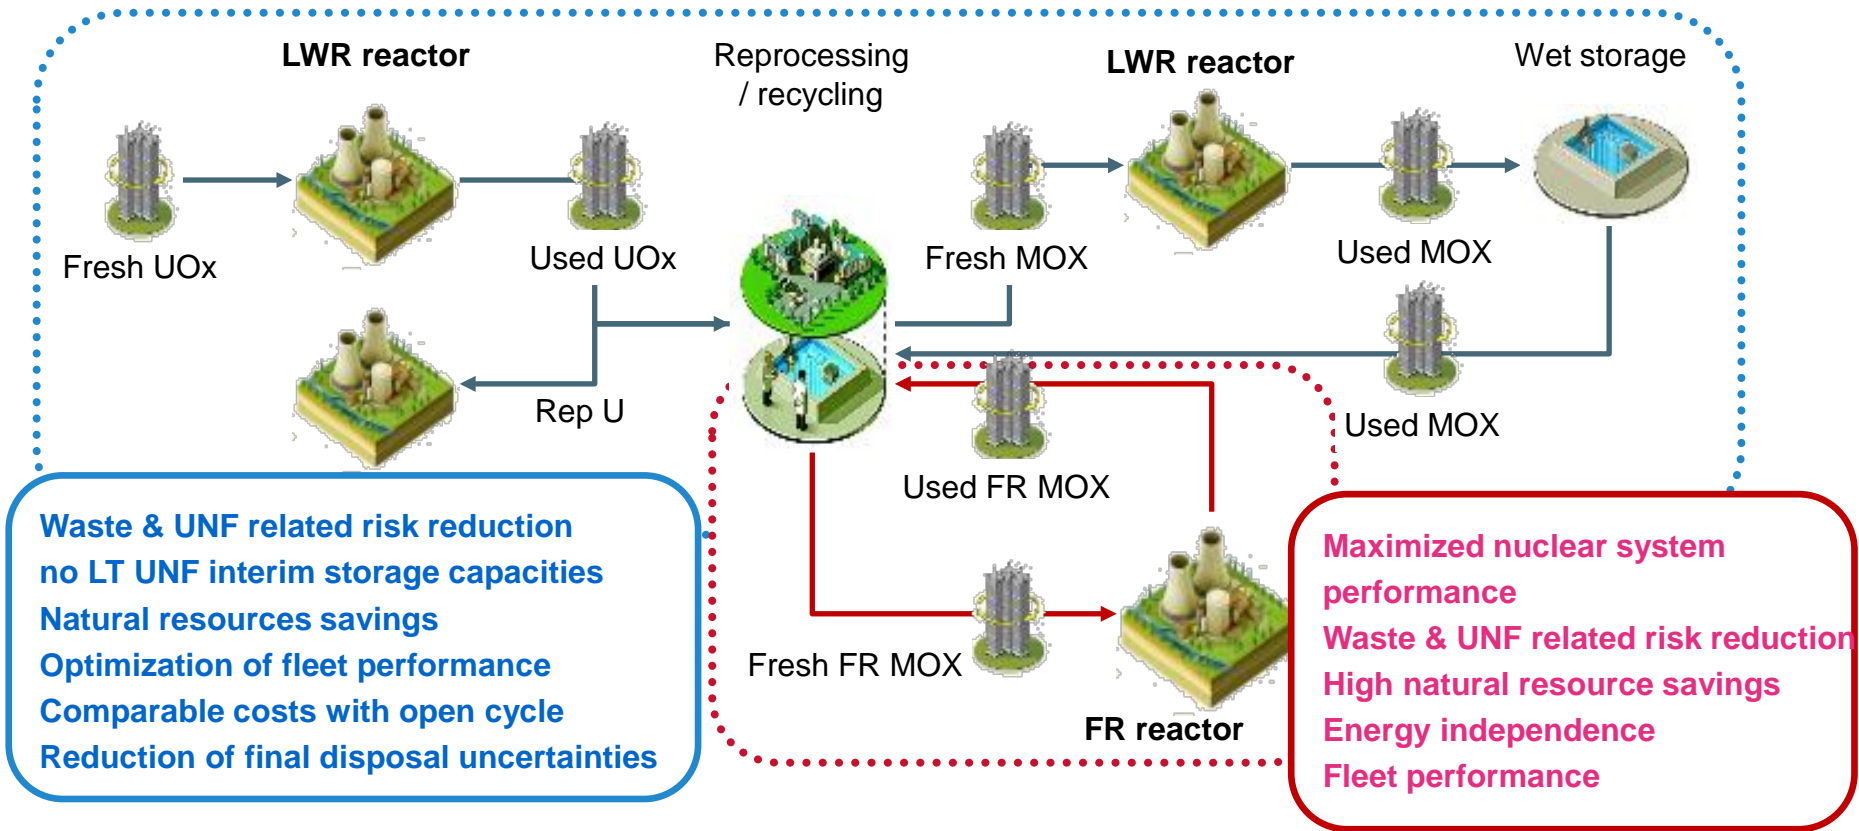 LWR reactor
Reprocessing
/ recycling
LWR reactor
Wet storage
Fresh UOx
Used UOx
Fresh MOX
Used MOX
Rep U
Used MOX
Used FR MOX
Fresh FR MOX
FR reactor
Waste & UNF related risk reduction
no LT UNF interim storage capacities
Natural resources savings
Optimization of fleet performance
Comparable costs with open cycle
Reduction of final disposal uncertainties
Maximized nuclear system
performance
Waste & UNF related risk reduction
High natural resource savings
Energy independence
Fleet performance